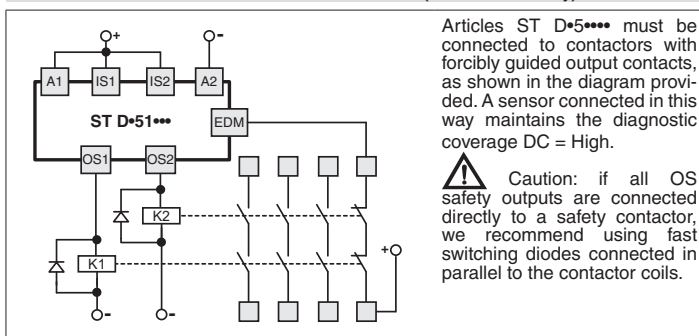 +
-
A1
IS1
IS2
A2
ST D•51•••
EDM
OS1
OS2
K2
K1
+
-
-
Articles ST D•5•••• must be
connected to contactors with
forcibly guided output contacts,
as shown in the diagram provi-
ded. A sensor connected in this
way maintains the diagnostic
coverage DC = High.
Caution: if all OS
safety outputs are connected
directly to a safety contactor,
we recommend using fast
switching diodes connected in
parallel to the contactor coils.